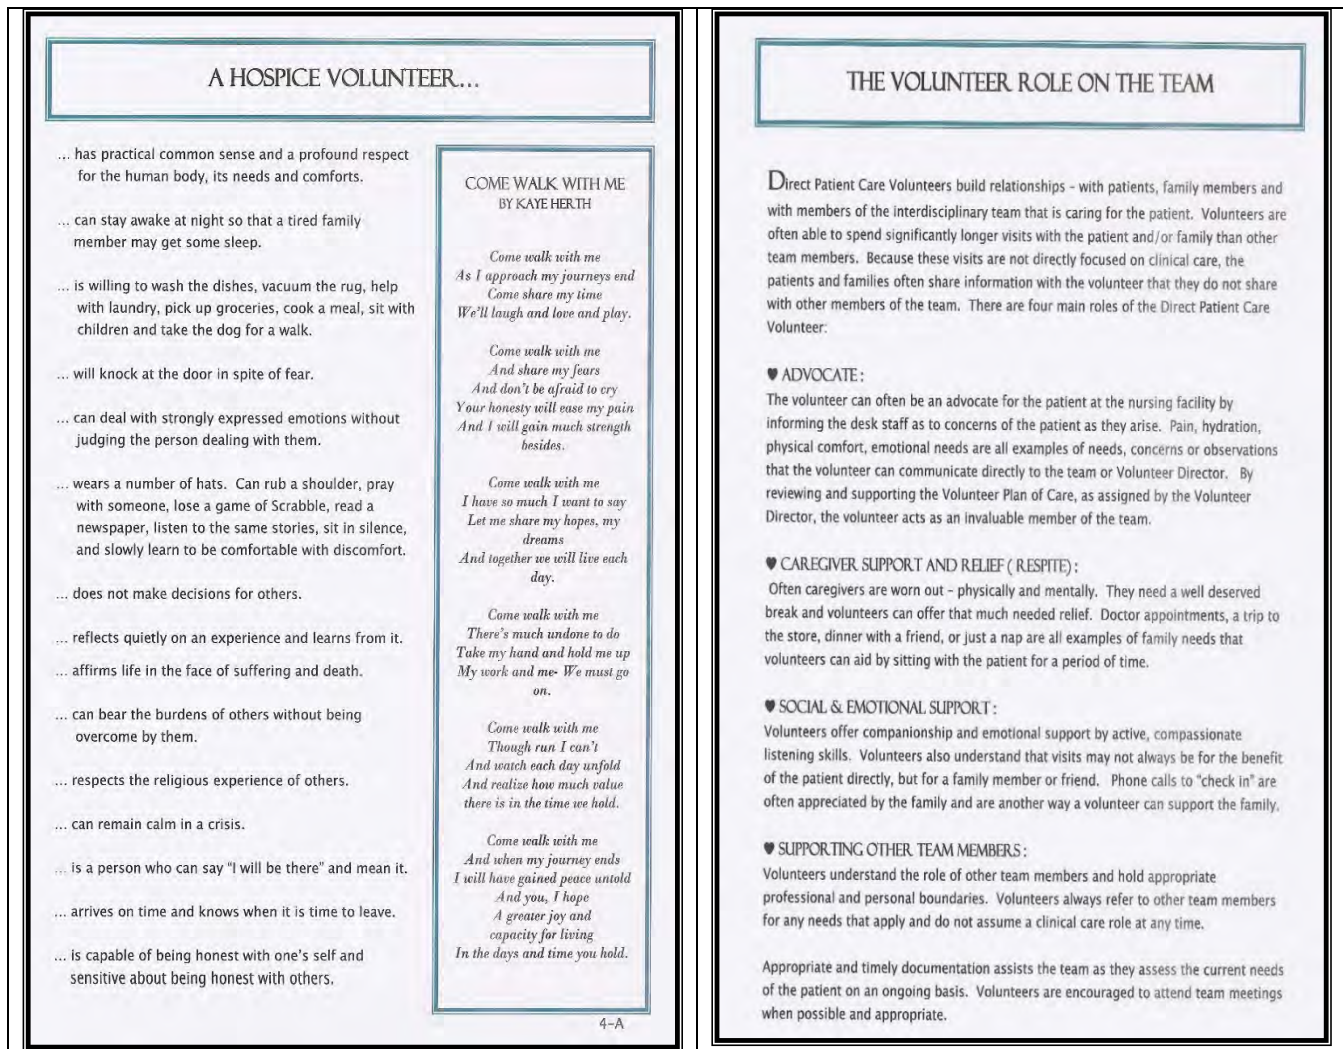 A HOSPICE VOLUNTEER...
... has practical common sense and a profound respect
for the human body, its needs and comforts.
... can stay awake at night so that a tired family
member may get some sleep.
... is willing to wash the dishes, vacuum the rug, help
with laundry, pick up groceries, cook a meal, sit with
children and take the dog for a walk.
... will knock at the door in spite of fear.
... can deal with strongly expressed emotions without
judging the person dealing with them.
... wears a number of hats. Can rub a shoulder, pray
with someone, lose a game of Scrabble, read a
newspaper, listen to the same stories, sit in silence,
and slowly learn to be comfortable with discomfort.
... does not make decisions for others.
... reflects quietly on an experience and learns from it.
... affirms life in the face of suffering and death.
... can bear the burdens of others without being
overcome by them.
... respects the religious experience of others.
... can remain calm in a crisis.
... is a person who can say "I will be there" and mean it.
... arrives on time and knows when it is time to leave.
... is capable of being honest with one's self and
sensitive about being honest with others.
COME WALK WITH ME
BY KAYE HERTH
Come walk with me
As I approach my journeys end
Come share my time
We'll laugh and love and play.
Come walk with me
And share my fears
And don't be afraid to cry
Your honesty will ease my pain
And I will gain much strength
besides.
Come walk with me
I have so much I want to say
Let me share my hopes, my
dreams
And together we will live each
day.
Come walk with me
There's much undone to do
Take my hand and hold me up
My work and me- We must go
on.
Come walk with me
Though run I can't
And watch each day unfold
And realize how much value
there is in the time we hold.
Come walk with me
And when my journey ends
I will have gained peace untold
And you, I hope
A greater joy and
capacity for living
In the days and time you hold.
4-A
THE VOLUNTEER ROLE ON THE TEAM
Direct Patient Care Volunteers build relationships - with patients, family members and
with members of the interdisciplinary team that is caring for the patient. Volunteers are
often able to spend significantly longer visits with the patient and/or family than other
team members. Because these visits are not directly focused on clinical care, the
patients and families often share information with the volunteer that they do not share
with other members of the team. There are four main roles of the Direct Patient Care
Volunteer:
♥ ADVOCATE:
The volunteer can often be an advocate for the patient at the nursing facility by
informing the desk staff as to concerns of the patient as they arise. Pain, hydration,
physical comfort, emotional needs are all examples of needs, concerns or observations
that the volunteer can communicate directly to the team or Volunteer Director. By
reviewing and supporting the Volunteer Plan of Care, as assigned by the Volunteer
Director, the volunteer acts as an invaluable member of the team.
♥ CAREGIVER SUPPORT AND RELIEF ( RESPITE):
Often caregivers are worn out - physically and mentally. They need a well deserved
break and volunteers can offer that much needed relief. Doctor appointments, a trip to
the store, dinner with a friend, or just a nap are all examples of family needs that
volunteers can aid by sitting with the patient for a period of time.
♥ SOCIAL & EMOTIONAL SUPPORT:
Volunteers offer companionship and emotional support by active, compassionate
listening skills. Volunteers also understand that visits may not always be for the benefit
of the patient directly, but for a family member or friend. Phone calls to "check in" are
often appreciated by the family and are another way a volunteer can support the family.
♥ SUPPORTING OTHER TEAM MEMBERS:
Volunteers understand the role of other team members and hold appropriate
professional and personal boundaries. Volunteers always refer to other team members
for any needs that apply and do not assume a clinical care role at any time.
Appropriate and timely documentation assists the team as they assess the current needs
of the patient on an ongoing basis. Volunteers are encouraged to attend team meetings
when possible and appropriate.